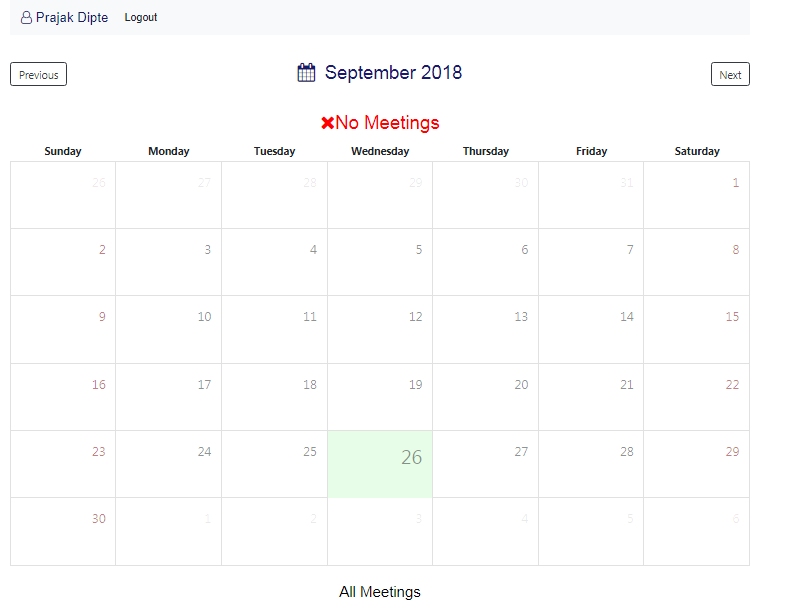 Prajak Dipte Logout
Previous September 2018 Next
No Meetings
Sunday Monday Tuesday Wednesday Thursday Friday Saturday
26 27 28 29 30 31 1
2 3 4 5 6 7 8
9 10 11 12 13 14 15
16 17 18 19 20 21 22
23 24 25 26 27 28 29
30 1 2 3 4 5 6
All Meetings